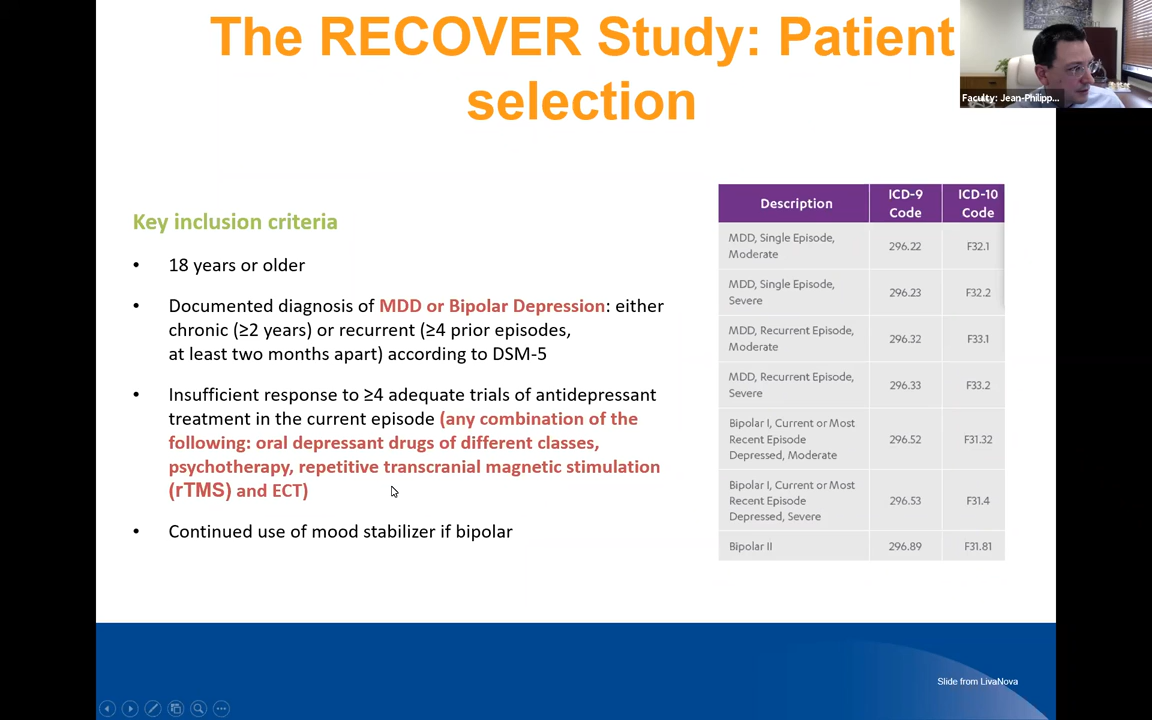 The RECOVER Study: Patient
selection
Faculty: Jean-Philipp...
Key inclusion criteria
• 18 years or older
• Documented diagnosis of MDD or Bipolar Depression: either
chronic (≥2 years) or recurrent (≥4 prior episodes,
at least two months apart) according to DSM-5
• Insufficient response to ≥4 adequate trials of antidepressant
treatment in the current episode (any combination of the
following: oral depressant drugs of different classes,
psychotherapy, repetitive transcranial magnetic stimulation
(rTMS) and ECT)
• Continued use of mood stabilizer if bipolar
Description ICD-9 Code ICD-10 Code
MDD, Single Episode,
Moderate 296.22 F32.1
MDD, Single Episode,
Severe 296.23 F32.2
MDD, Recurrent Episode,
Moderate 296.32 F33.1
MDD, Recurrent Episode,
Severe 296.33 F33.2
Bipolar I, Current or Most
Recent Episode
Depressed, Moderate 296.52 F31.32
Bipolar I, Current or Most
Recent Episode
Depressed, Severe 296.53 F31.4
Bipolar II 296.89 F31.81
Slide from LivaNova